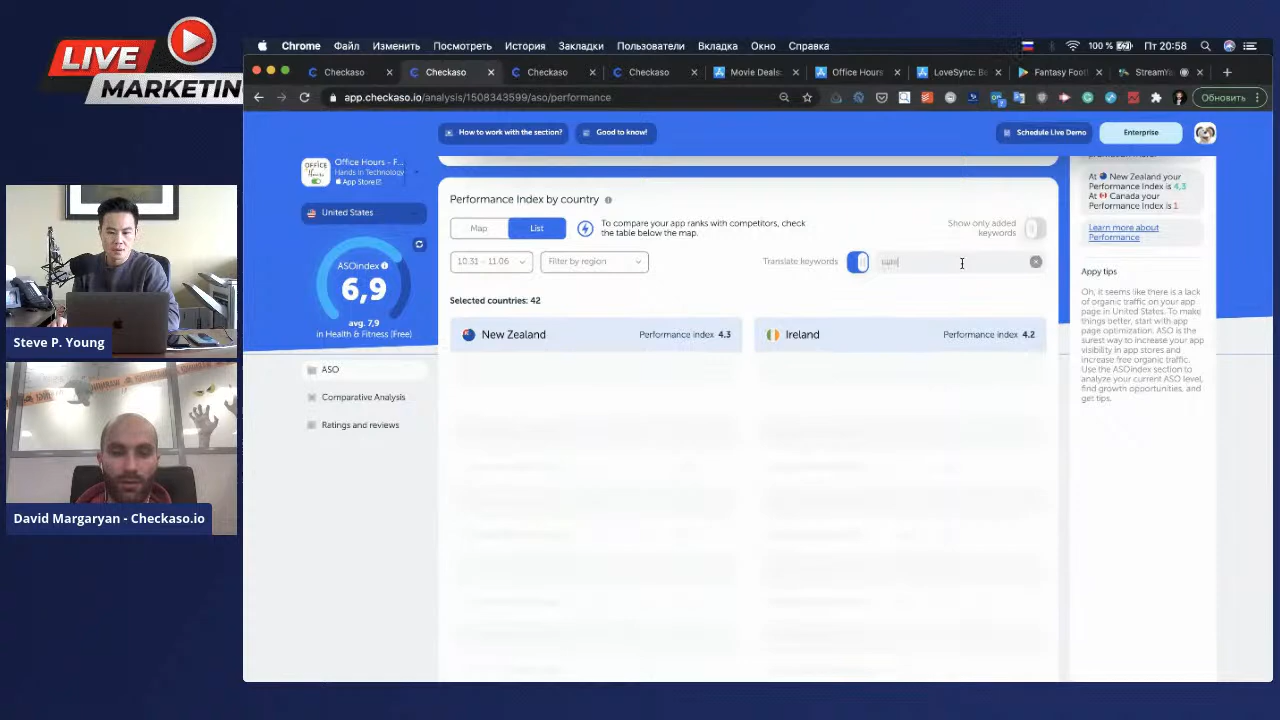 LIVE
MARKETIN
Chrome Файл Изменить Посмотреть История Закладки Пользователи Вкладка Окно Справка
100 % Пт 20:58
Checkaso Checkaso Checkaso Checkaso Movie Deals: Office Hours LoveSync: Be Fantasy Foot StreamYa
app.checkaso.io/analysis/1508343599/aso/performance
Обновить
How to work with the section? Good to know! Schedule Live Demo Enterprise
OFFICE
Hours
Office Hours - F...
Hands In Technology
App Store
United States
ASOindex
6,9
avg. 7,9
in Health & Fitness (Free)
ASO
Comparative Analysis
Ratings and reviews
Performance Index by country
Map List
To compare your app ranks with competitors, check
the table below the map.
Show only added
keywords
10.31 – 11.06 Filter by region Translate keywords
Selected countries: 42
New Zealand Performance index 4.3
Ireland Performance index 4.2
At New Zealand your
Performance Index is 4,3
At Canada your
Performance Index is 1
Learn more about
Performance
Appy tips
Oh, it seems like there is a lack
of organic traffic on your app
page in United States. To make
things better, start with app
page optimization. ASO is the
surest way to increase your app
visibility in app stores and
increase free organic traffic.
Use the ASOindex section to
analyze your current ASO level,
find growth opportunities, and
get tips.
Steve P. Young
David Margaryan - Checkaso.io